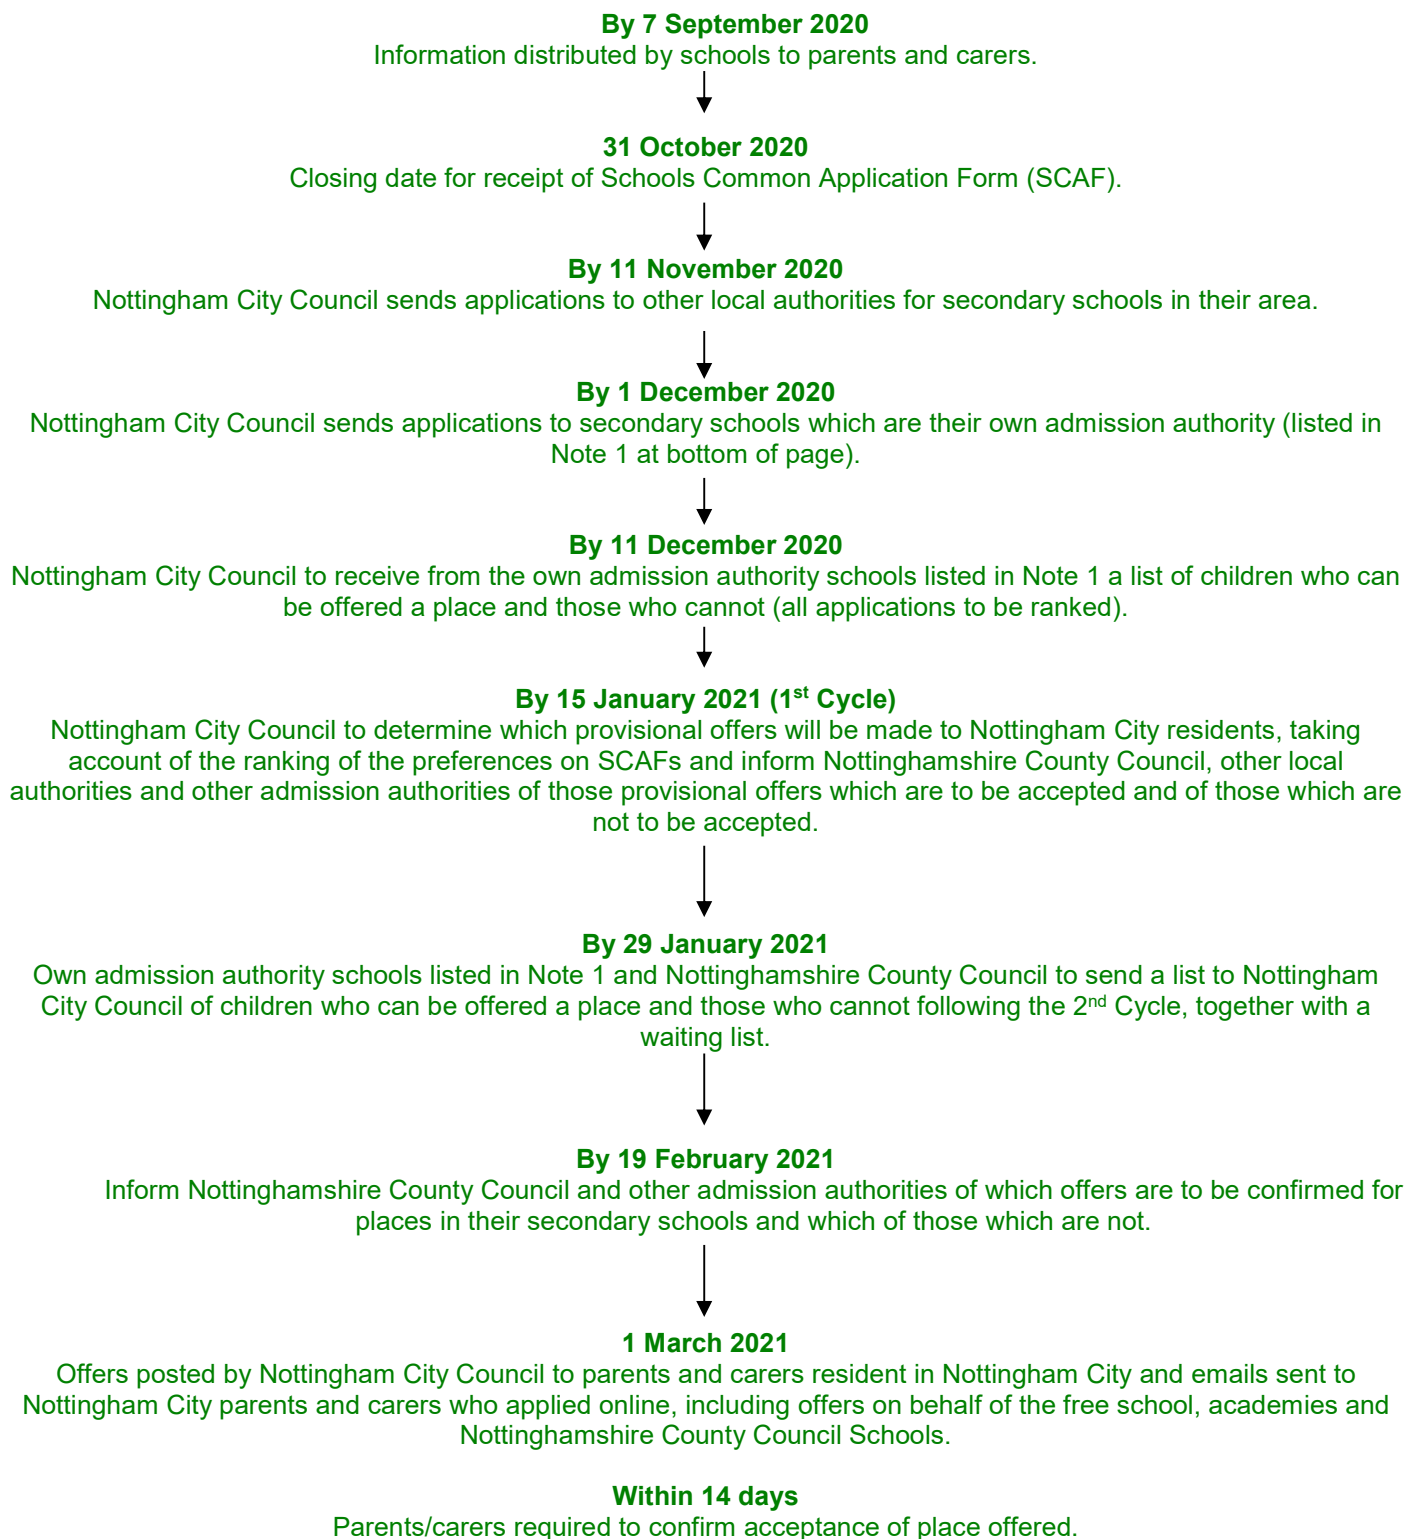 By 7 September 2020
Information distributed by schools to parents and carers.
31 October 2020
Closing date for receipt of Schools Common Application Form (SCAF).
By 11 November 2020
Nottingham City Council sends applications to other local authorities for secondary schools in their area.
By 1 December 2020
Nottingham City Council sends applications to secondary schools which are their own admission authority (listed in
Note 1 at bottom of page).
By 11 December 2020
Nottingham City Council to receive from the own admission authority schools listed in Note 1 a list of children who can
be offered a place and those who cannot (all applications to be ranked).
By 15 January 2021 (1st Cycle)
Nottingham City Council to determine which provisional offers will be made to Nottingham City residents, taking
account of the ranking of the preferences on SCAFs and inform Nottinghamshire County Council, other local
authorities and other admission authorities of those provisional offers which are to be accepted and of those which are
not to be accepted.
By 29 January 2021
Own admission authority schools listed in Note 1 and Nottinghamshire County Council to send a list to Nottingham
City Council of children who can be offered a place and those who cannot following the 2nd Cycle, together with a
waiting list.
By 19 February 2021
Inform Nottinghamshire County Council and other admission authorities of which offers are to be confirmed for
places in their secondary schools and which of those which are not.
1 March 2021
Offers posted by Nottingham City Council to parents and carers resident in Nottingham City and emails sent to
Nottingham City parents and carers who applied online, including offers on behalf of the free school, academies and
Nottinghamshire County Council Schools.
Within 14 days
Parents/carers required to confirm acceptance of place offered.